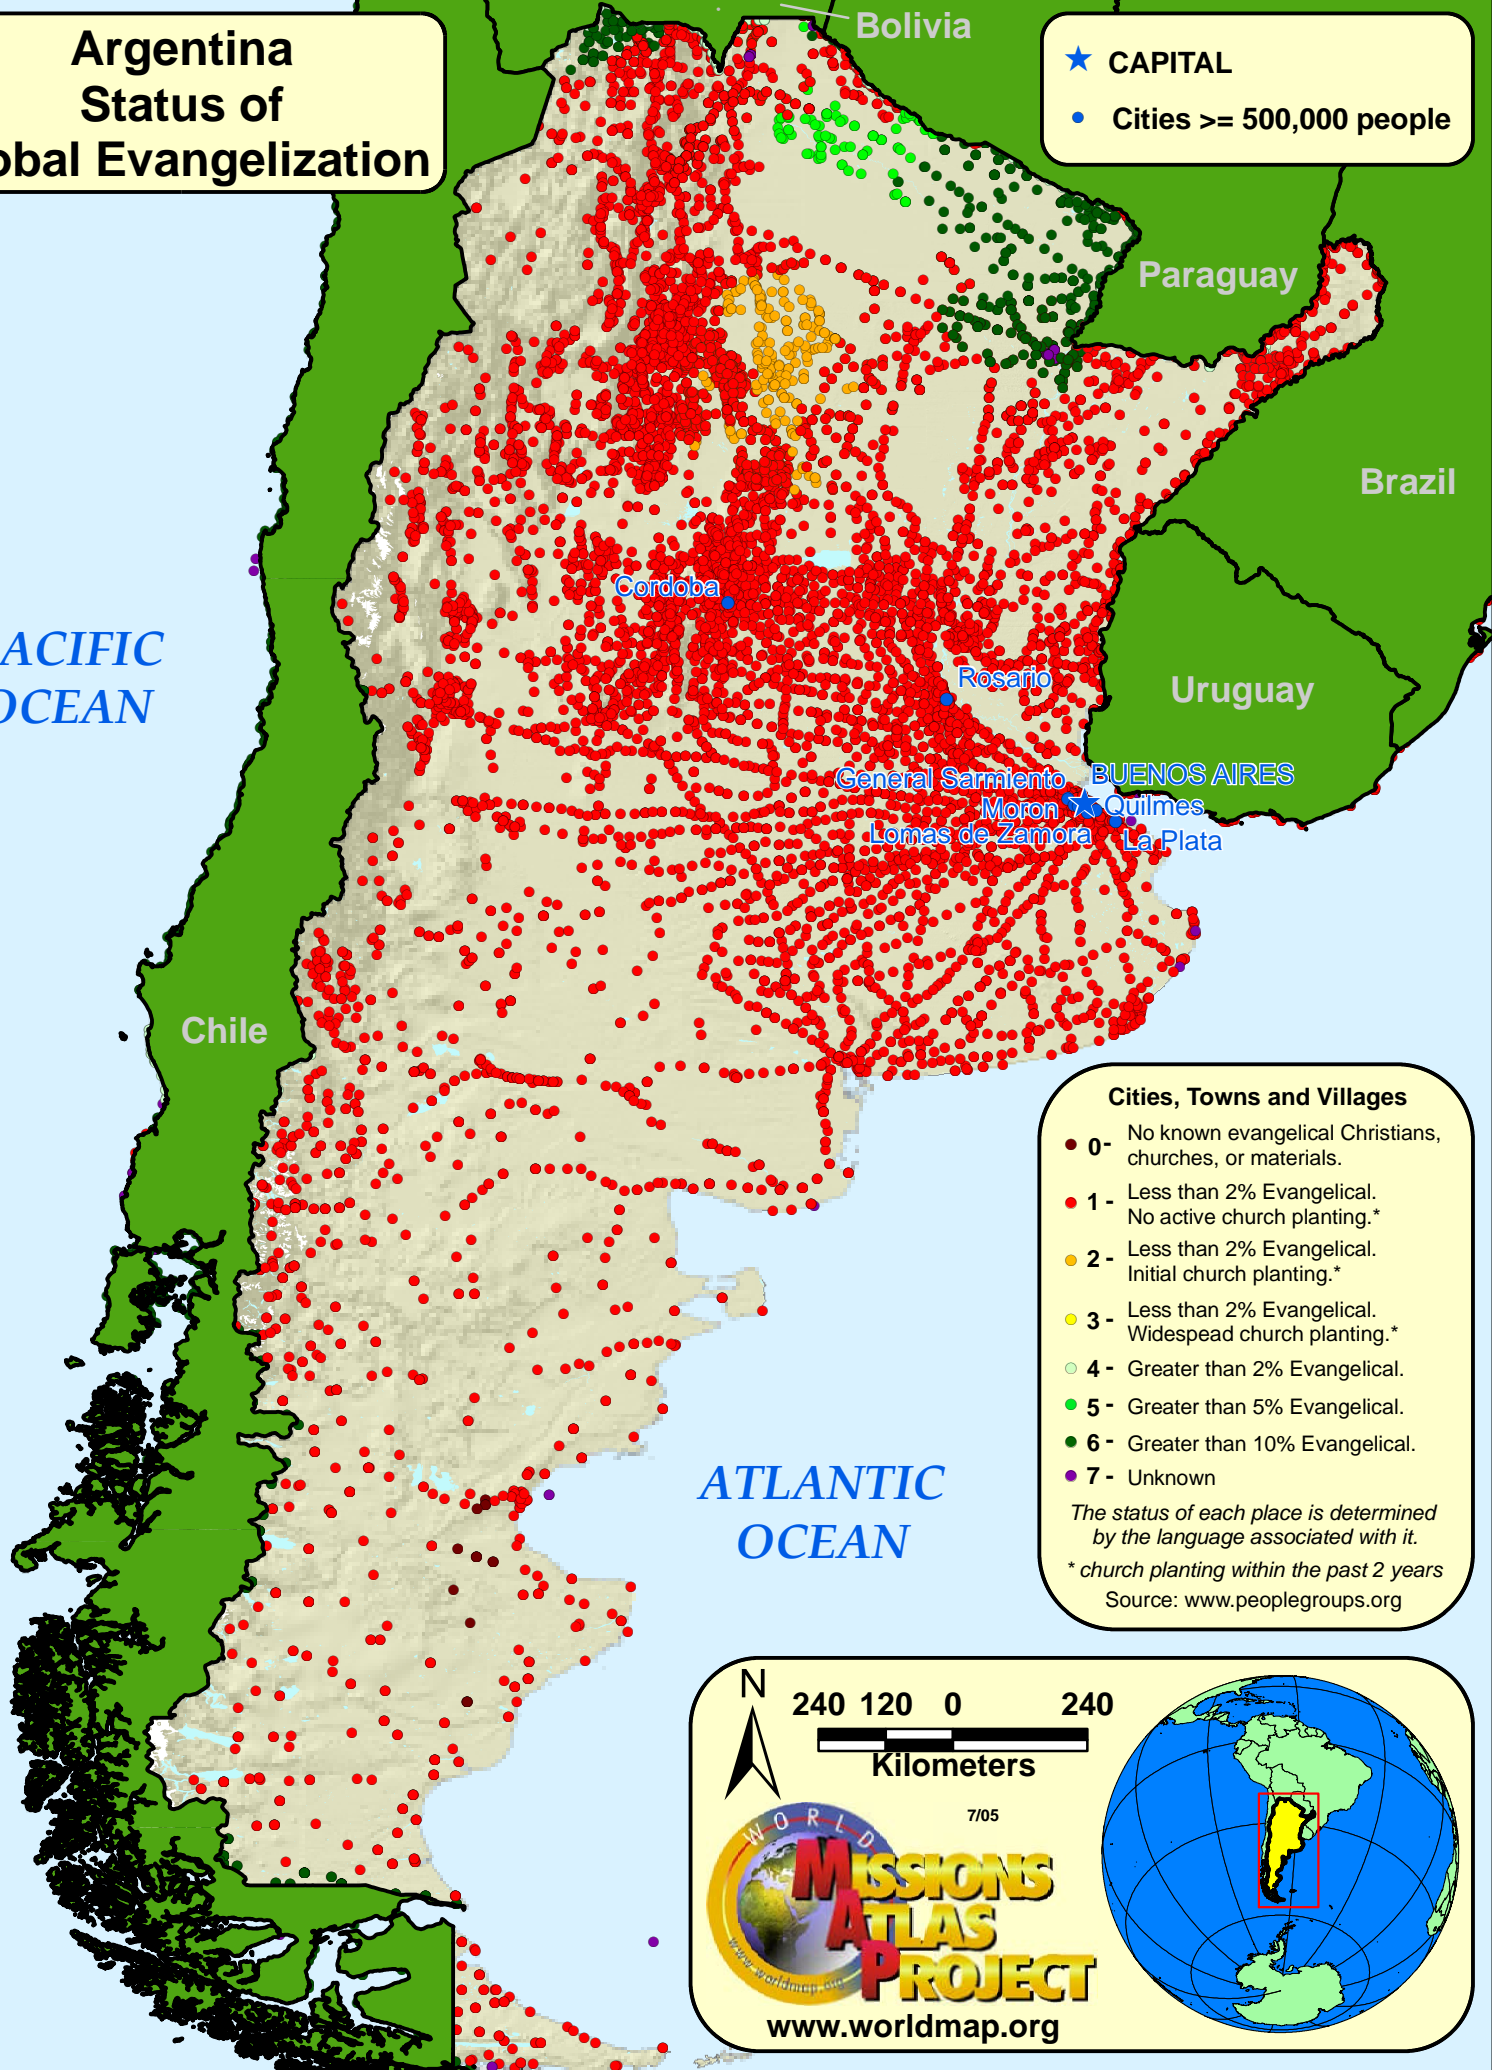 Argentina
Status of
obal Evangelization
Bolivia
CAPITAL
Cities >= 500,000 people
Paraguay
Brazil
Cordoba
ACIFIC
OCEAN
Rosario
Uruguay
General Sarmiento
BUENOS AIRES
Moron
Quilmes
Lomas de Zamora
La Plata
Chile
Cities, Towns and Villages
0 - No known evangelical Christians,
churches, or materials.
1 - Less than 2% Evangelical.
No active church planting.*
2 - Less than 2% Evangelical.
Initial church planting.*
3 - Less than 2% Evangelical.
Widespead church planting.*
4 - Greater than 2% Evangelical.
5 - Greater than 5% Evangelical.
6 - Greater than 10% Evangelical.
7 - Unknown
The status of each place is determined
by the language associated with it.
* church planting within the past 2 years
Source: www.peoplegroups.org
ATLANTIC
OCEAN
N
240 120 0 240
Kilometers
7/05
WORLD
MISSIONS
ATLAS
PROJECT
www.worldmap.org
www.worldmap.org